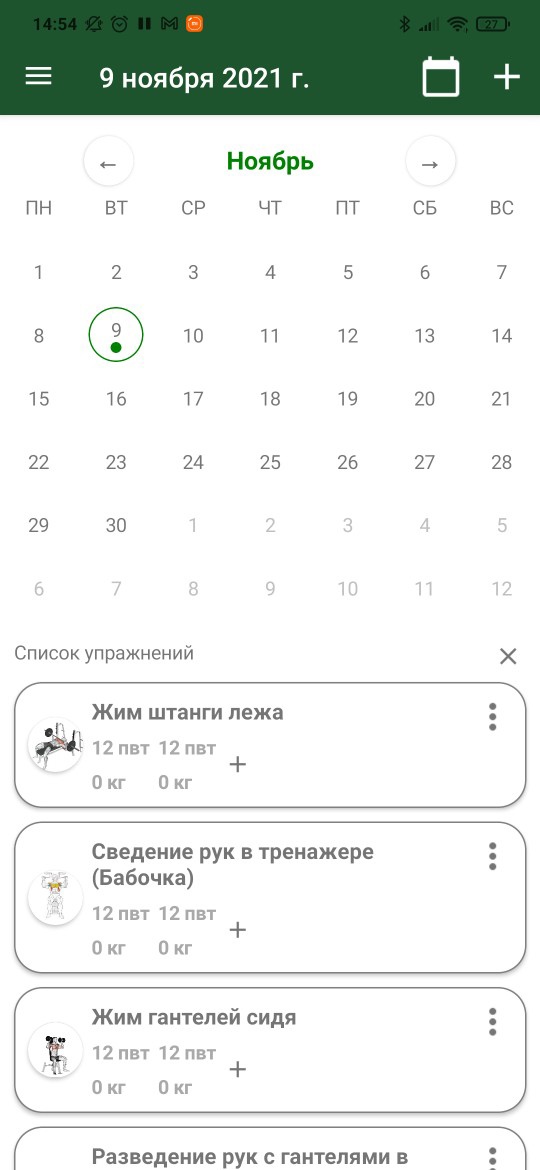 14:54 27
9 ноября 2021 г. +
← Ноябрь →
ПН ВТ СР ЧТ ПТ СБ ВС
1 2 3 4 5 6 7
8 9 10 11 12 13 14
15 16 17 18 19 20 21
22 23 24 25 26 27 28
29 30 1 2 3 4 5
6 7 8 9 10 11 12
Список упражнений
Жим штанги лежа
12 пвт 12 пвт
0 кг 0 кг +
Сведение рук в тренажере
(Бабочка)
12 пвт 12 пвт
0 кг 0 кг +
Жим гантелей сидя
12 пвт 12 пвт
0 кг 0 кг +
Разведение рук с гантелями в